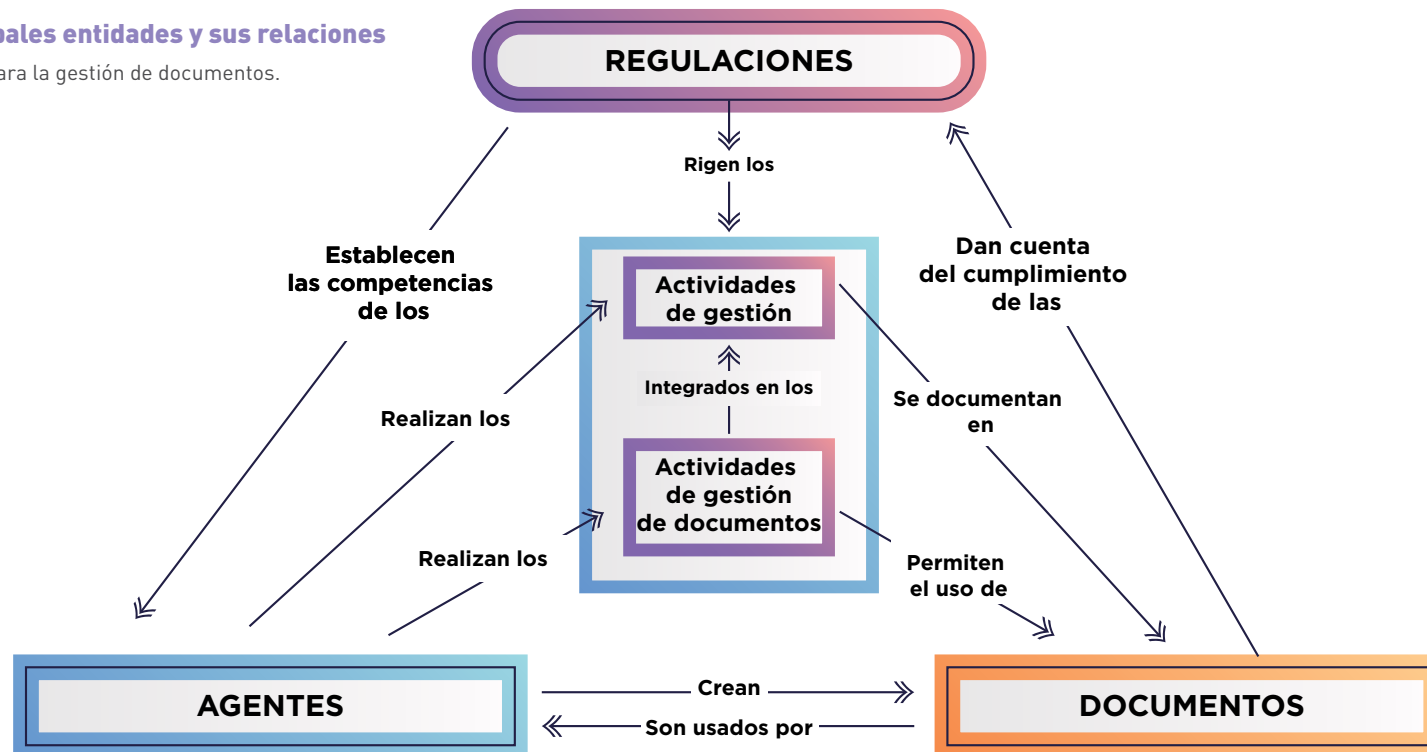 entidades y sus relaciones
la gestión de documentos.
REGULACIONES
Rigen los
Establecen
las competencias
de los
Dan cuenta
del cumplimiento
de las
Actividades
de gestión
Integrados en los
Realizan los
Se documentan
en
Actividades
de gestión
de documentos
Realizan los
Permiten
el uso de
AGENTES
Crean
Son usados por
DOCUMENTOS